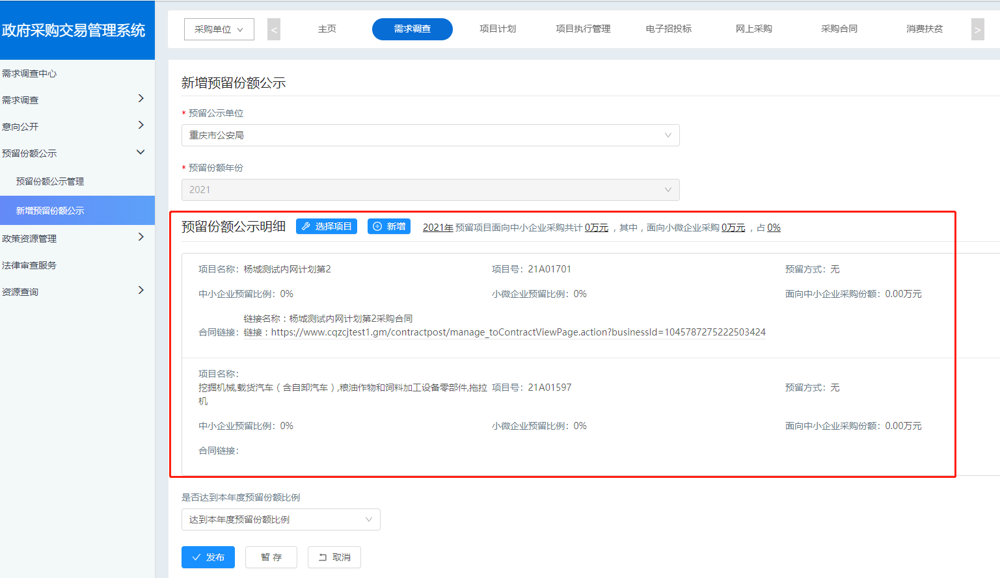 政府采购交易管理系统
采购单位
<
主页
需求调查
项目计划
项目执行管理
电子招投标
网上采购
采购合同
消费扶贫
>
需求调查中心
需求调查
意向公开
预留份额公示
预留份额公示管理
新增预留份额公示
政策资源管理
法律审查服务
资源查询
新增预留份额公示
* 预留公示单位
重庆市公安局
* 预留份额年份
2021
预留份额公示明细 选择项目 新增 2021年 预留项目面向中小企业采购共计 0万元 ，其中，面向小微企业采购 0万元 ，占 0%
项目名称: 杨城测试内网计划第2 项目号: 21A01701 预留方式: 无
中小企业预留比例: 0% 小微企业预留比例: 0% 面向中小企业采购份额: 0.00万元
链接名称：杨城测试内网计划第2采购合同
合同链接: 链接：https://www.cqzcjtest1.gm/contractpost/manage_toContractViewPage.action?businessId=1045787275222503424
项目名称:
挖掘机械,载货汽车（含自卸汽车）,粮油作物和饲料加工设备零部件,拖拉 项目号: 21A01597 预留方式: 无
机
中小企业预留比例: 0% 小微企业预留比例: 0% 面向中小企业采购份额: 0.00万元
合同链接:
是否达到本年度预留份额比例
达到本年度预留份额比例
发布 暂存 取消